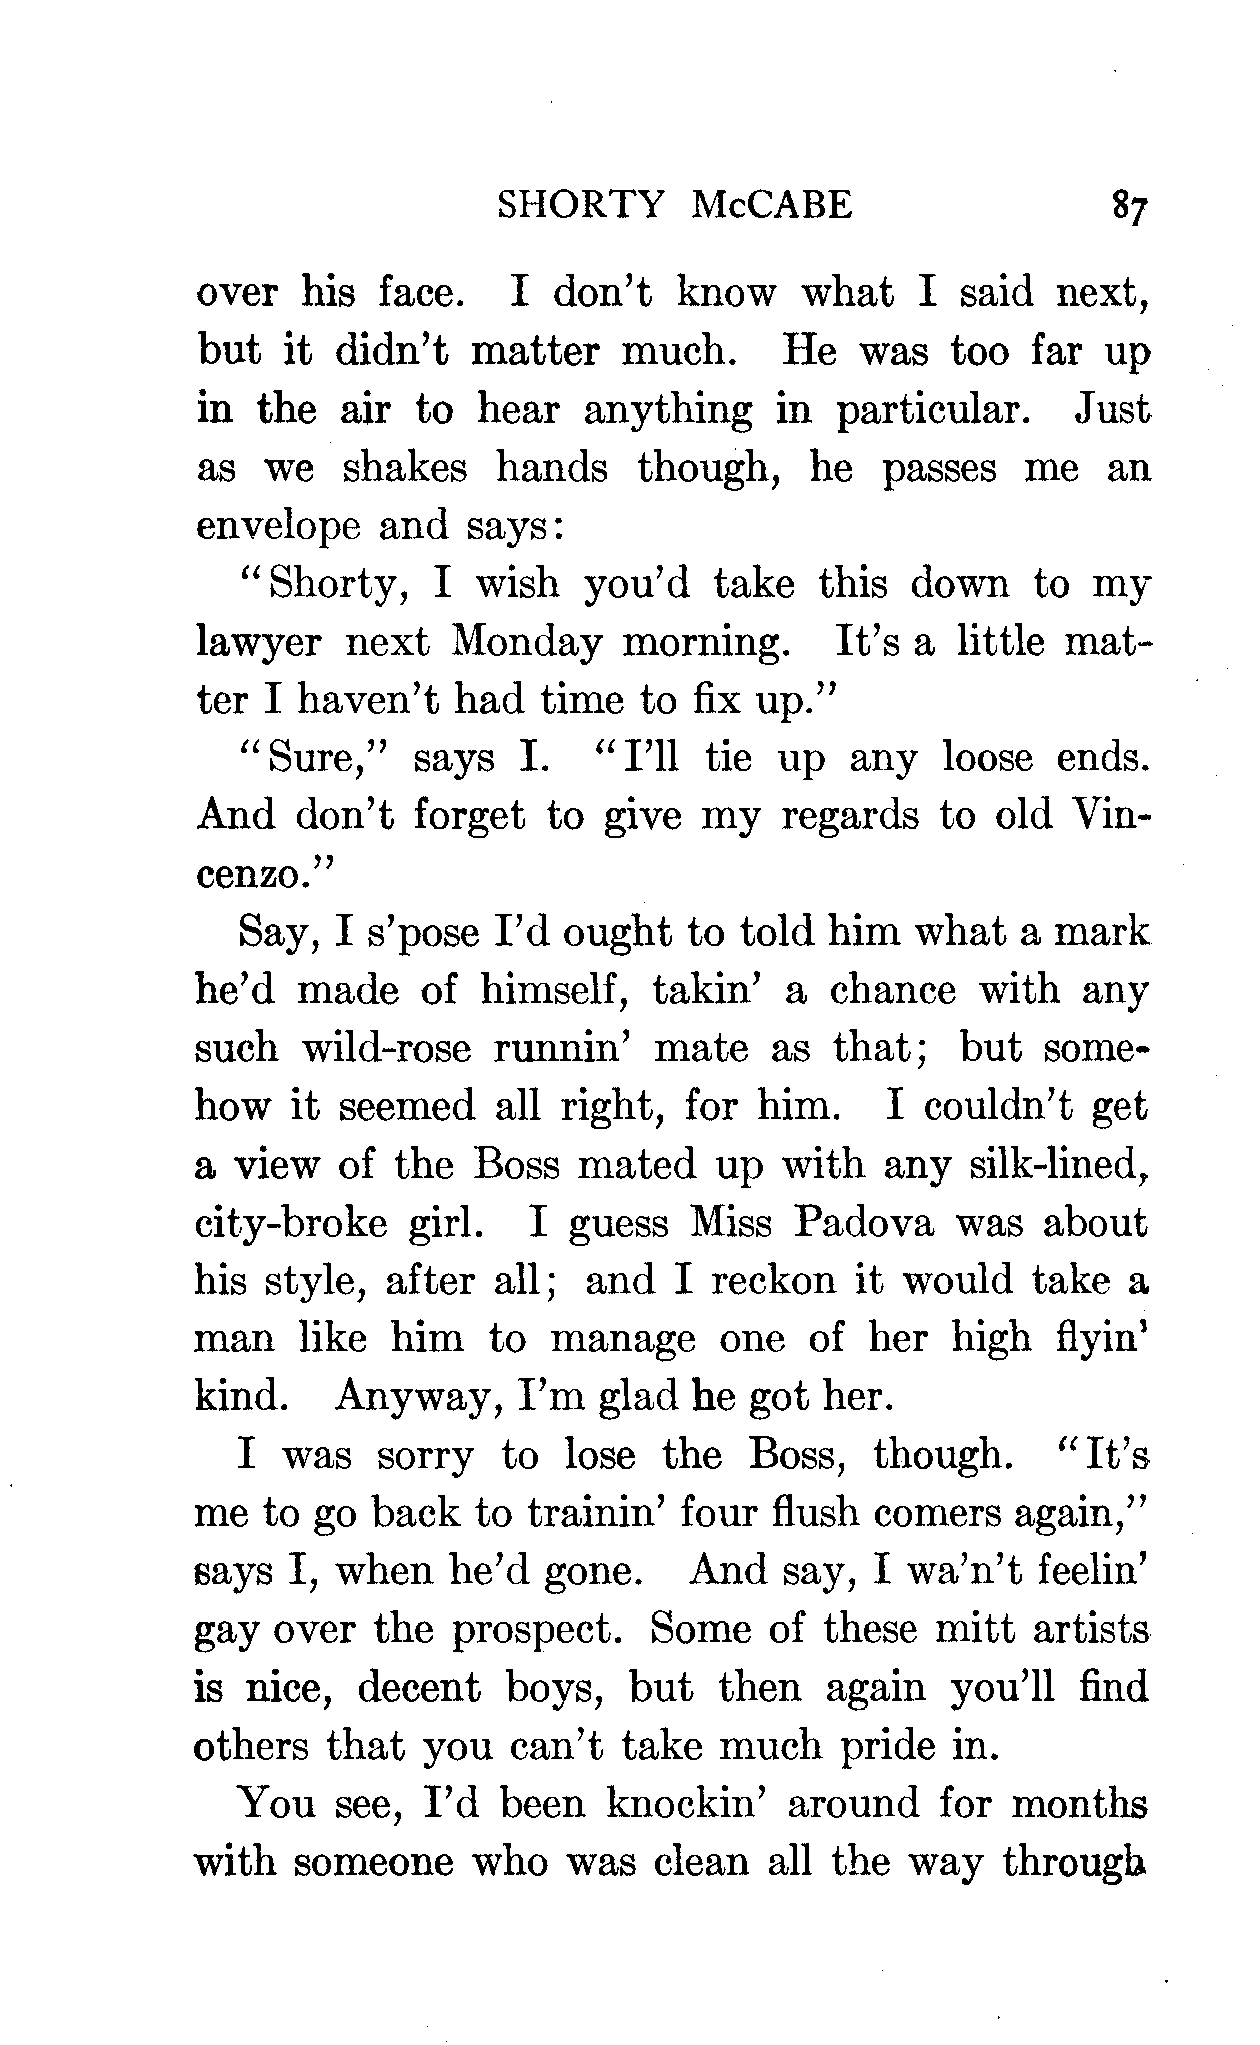 SHORTY McCABE 87
over his face. I don't know what I said next,
but it didn't matter much. He was too far up
in the air to hear anything in particular. Just
as we shakes hands though, he passes me an
envelope and says:
"Shorty, I wish you'd take this down to my
lawyer next Monday morning. It's a little mat-
ter I haven't had time to fix up."
"Sure," says I. "I'll tie up any loose ends.
And don't forget to give my regards to old Vin-
cenzo."
Say, I s'pose I'd ought to told him what a mark
he'd made of himself, takin' a chance with any
such wild-rose runnin' mate as that; but some-
how it seemed all right, for him. I couldn't get
a view of the Boss mated up with any silk-lined,
city-broke girl. I guess Miss Padova was about
his style, after all; and I reckon it would take a
man like him to manage one of her high flyin'
kind. Anyway, I'm glad he got her.
I was sorry to lose the Boss, though. "It's
me to go back to trainin' four flush comers again,"
says I, when he'd gone. And say, I wa'n't feelin'
gay over the prospect. Some of these mitt artists
is nice, decent boys, but then again you'll find
others that you can't take much pride in.
You see, I'd been knockin' around for months
with someone who was clean all the way through